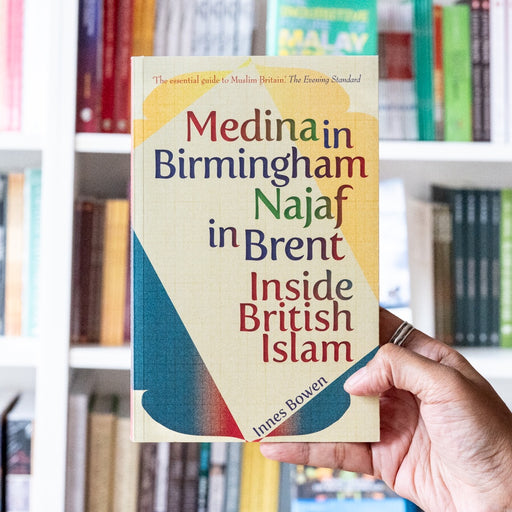 MALAY
'The essential guide to Muslim Britain.' The Evening Standard
Medina in
Birmingham
Najaf
in Brent
Inside
British
Islam
Innes Bowen